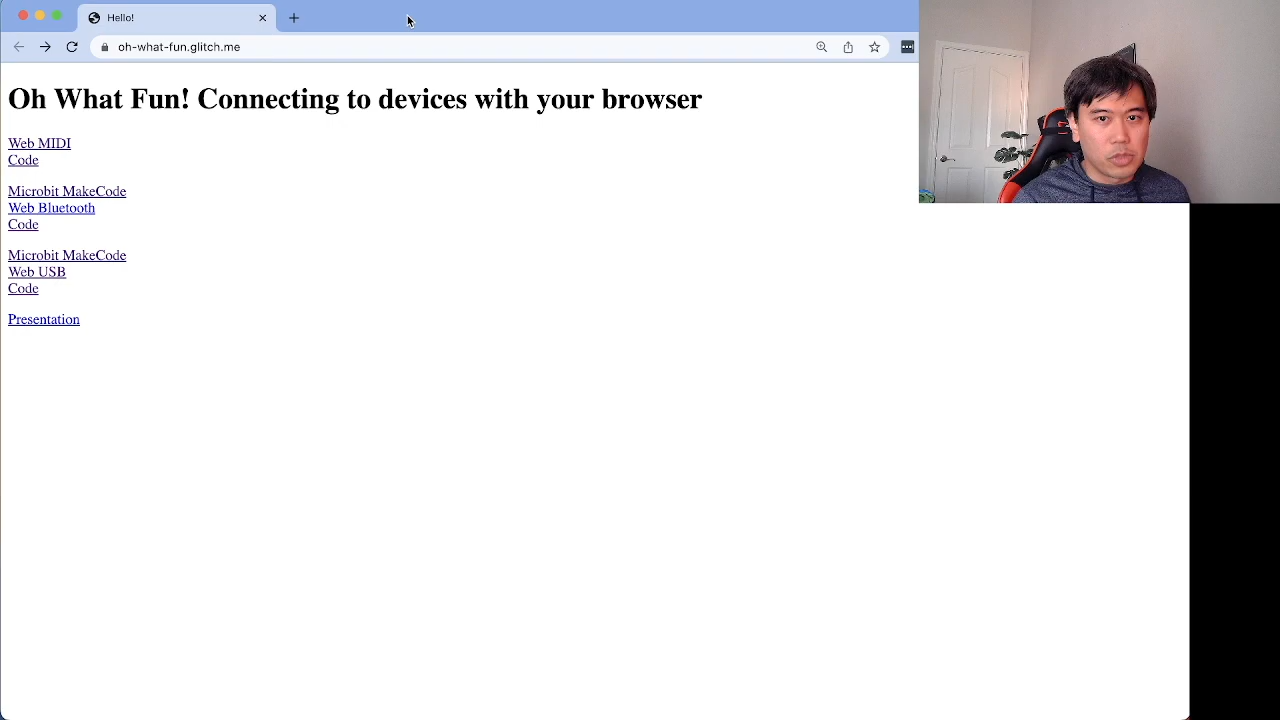 Hello!
oh-what-fun.glitch.me
Oh What Fun! Connecting to devices with your browser
Web MIDI
Code
Microbit MakeCode
Web Bluetooth
Code
Microbit MakeCode
Web USB
Code
Presentation